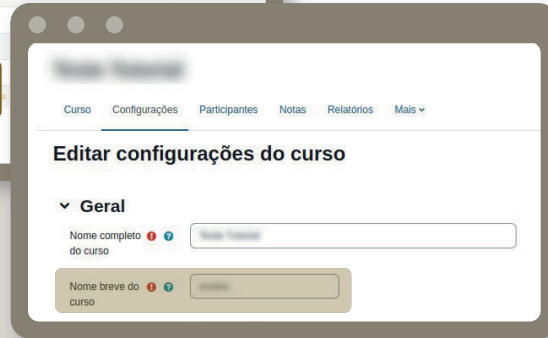 Curso Configurações Participantes Notas Relatórios Mais
Editar configurações do curso
Geral
Nome completo
do curso
Nome breve do
curso